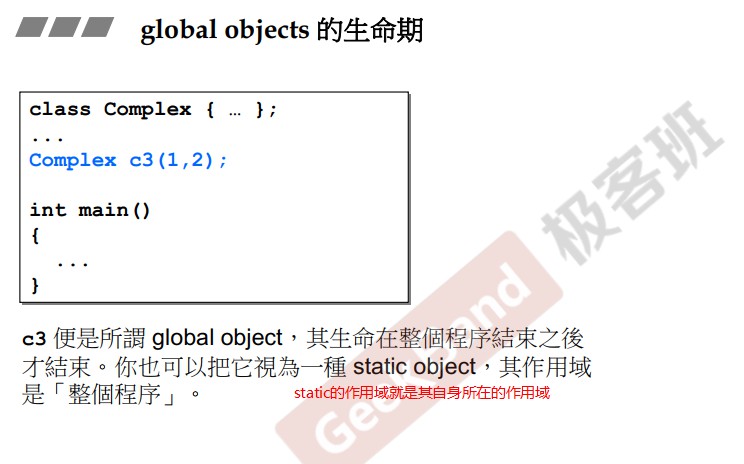 global objects 的生命期
class Complex { … };
...
Complex c3(1,2);
int main()
{
...
}
c3 便是所謂 global object，其生命在整個程序結束之後
才結束。你也可以把它視為一種 static object，其作用域
是「整個程序」。
static的作用域就是其自身所在的作用域
GeekBand 极客班